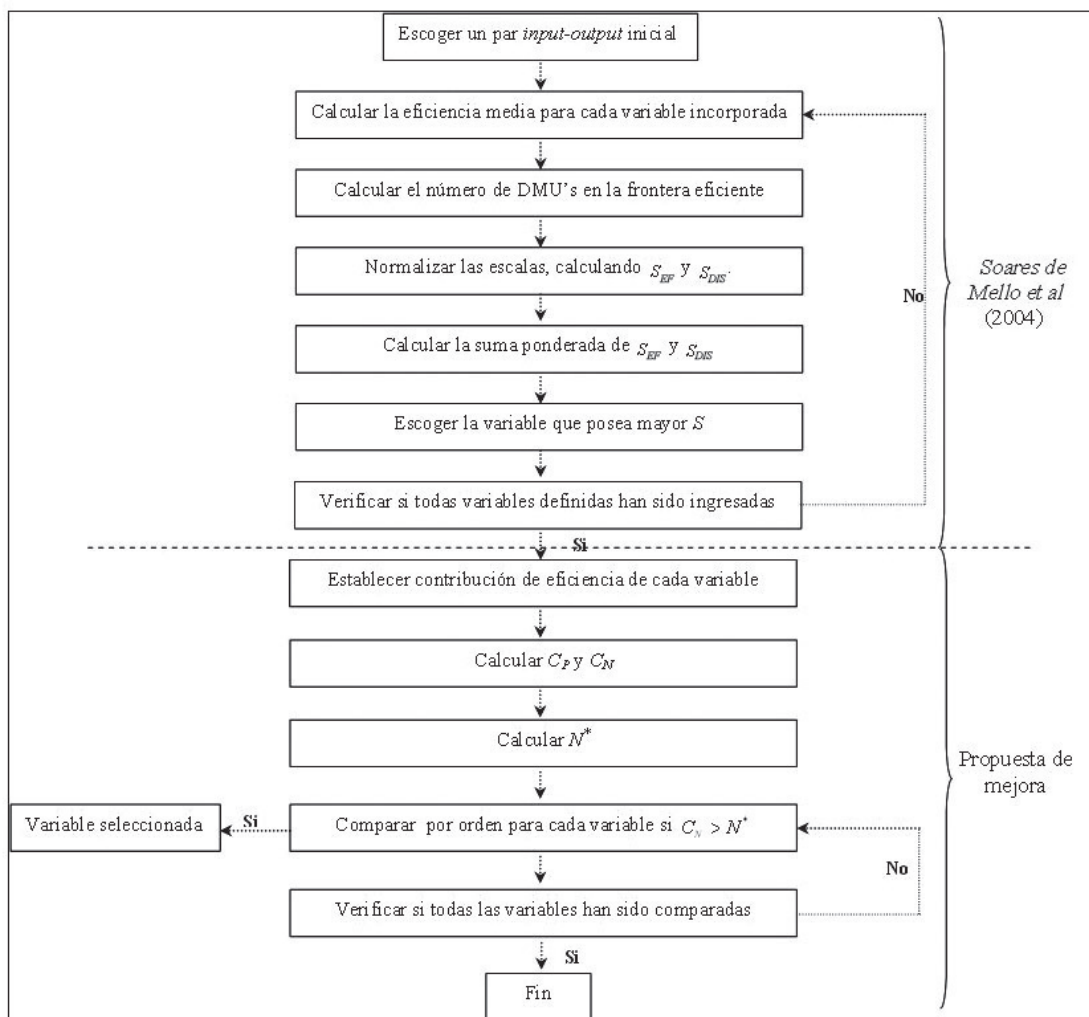 Escoger un par input-output inicial
Calcular la eficiencia media para cada variable incorporada
Calcular el número de DMU's en la frontera eficiente
Normalizar las escalas, calculando S_EF y S_DIS.
Calcular la suma ponderada de S_EF y S_DIS
Escoger la variable que posea mayor S
Verificar si todas variables definidas han sido ingresadas
No
Soares de
Mello et al
(2004)
Si
Establecer contribución de eficiencia de cada variable
Calcular C_P y C_N
Calcular N*
Variable seleccionada
Si
Comparar por orden para cada variable si C_N > N*
No
Verificar si todas las variables han sido comparadas
Si
Fin
Propuesta de
mejora